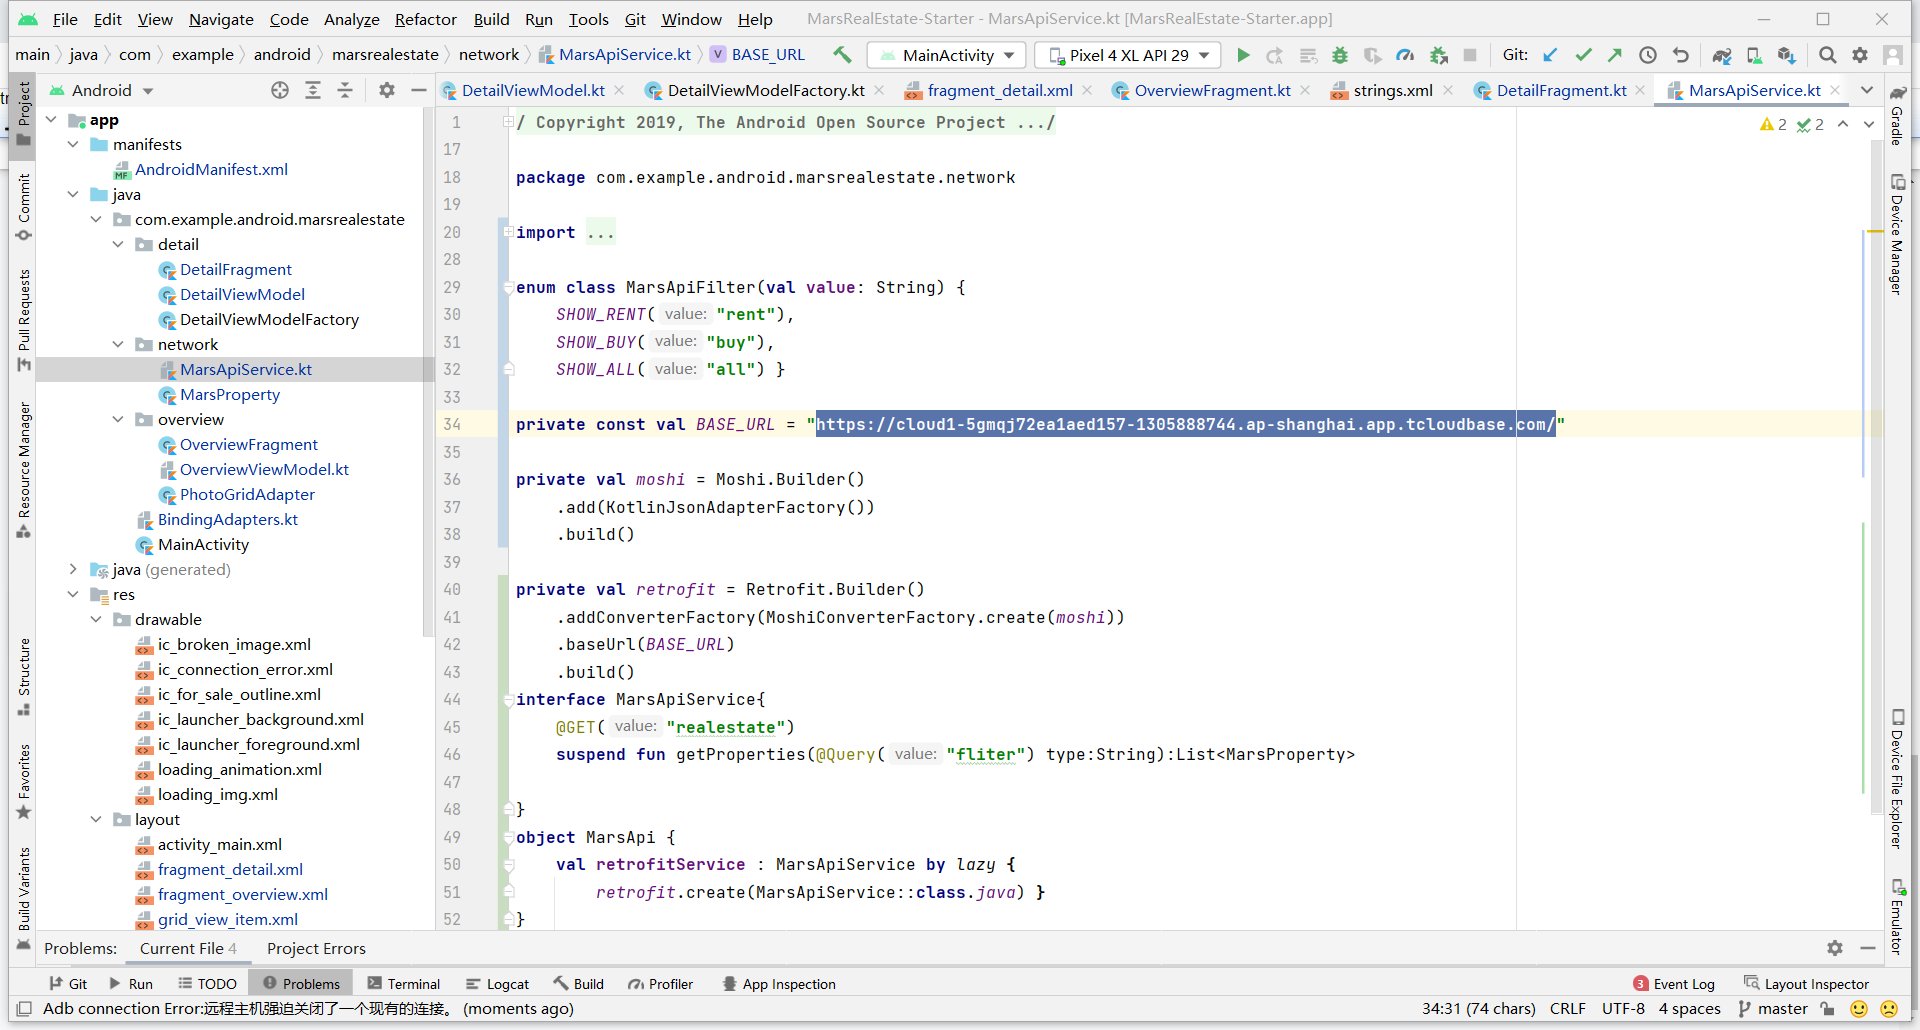 File Edit View Navigate Code Analyze Refactor Build Run Tools Git Window Help MarsRealEstate-Starter - MarsApiService.kt [MarsRealEstate-Starter.app]
main java com example android marsrealestate network MarsApiService.kt V BASE_URL MainActivity Pixel 4 XL API 29 Git:
Android
DetailViewModel.kt DetailViewModelFactory.kt fragment_detail.xml OverviewFragment.kt strings.xml DetailFragment.kt MarsApiService.kt
Project
Commit
Pull Requests
Resource Manager
Structure
Favorites
Build Variants
app
manifests
AndroidManifest.xml
java
com.example.android.marsrealestate
detail
DetailFragment
DetailViewModel
DetailViewModelFactory
network
MarsApiService.kt
MarsProperty
overview
OverviewFragment
OverviewViewModel.kt
PhotoGridAdapter
BindingAdapters.kt
MainActivity
java (generated)
res
drawable
ic_broken_image.xml
ic_connection_error.xml
ic_for_sale_outline.xml
ic_launcher_background.xml
ic_launcher_foreground.xml
loading_animation.xml
loading_img.xml
layout
activity_main.xml
fragment_detail.xml
fragment_overview.xml
grid_view_item.xml
1 / Copyright 2019, The Android Open Source Project .../
2 2
17
18 package com.example.android.marsrealestate.network
19
20 import ...
28
29 enum class MarsApiFilter(val value: String) {
30 SHOW_RENT( value: "rent"),
31 SHOW_BUY( value: "buy"),
32 SHOW_ALL( value: "all") }
33
34 private const val BASE_URL = "https://cloud1-5gmqj72ea1aed157-1305888744.ap-shanghai.app.tcloudbase.com/"
35
36 private val moshi = Moshi.Builder()
37 .add(KotlinJsonAdapterFactory())
38 .build()
39
40 private val retrofit = Retrofit.Builder()
41 .addConverterFactory(MoshiConverterFactory.create(moshi))
42 .baseUrl(BASE_URL)
43 .build()
44 interface MarsApiService{
45 @GET( value: "realestate")
46 suspend fun getProperties(@Query( value: "fliter") type:String):List<MarsProperty>
47
48 }
49 object MarsApi {
50 val retrofitService : MarsApiService by lazy {
51 retrofit.create(MarsApiService::class.java) }
52 }
Gradle
Device Manager
Device File Explorer
Emulator
Problems: Current File 4 Project Errors
Git Run TODO Problems Terminal Logcat Build Profiler App Inspection 3 Event Log Layout Inspector
Adb connection Error:远程主机强迫关闭了一个现有的连接。 (moments ago) 34:31 (74 chars) CRLF UTF-8 4 spaces master